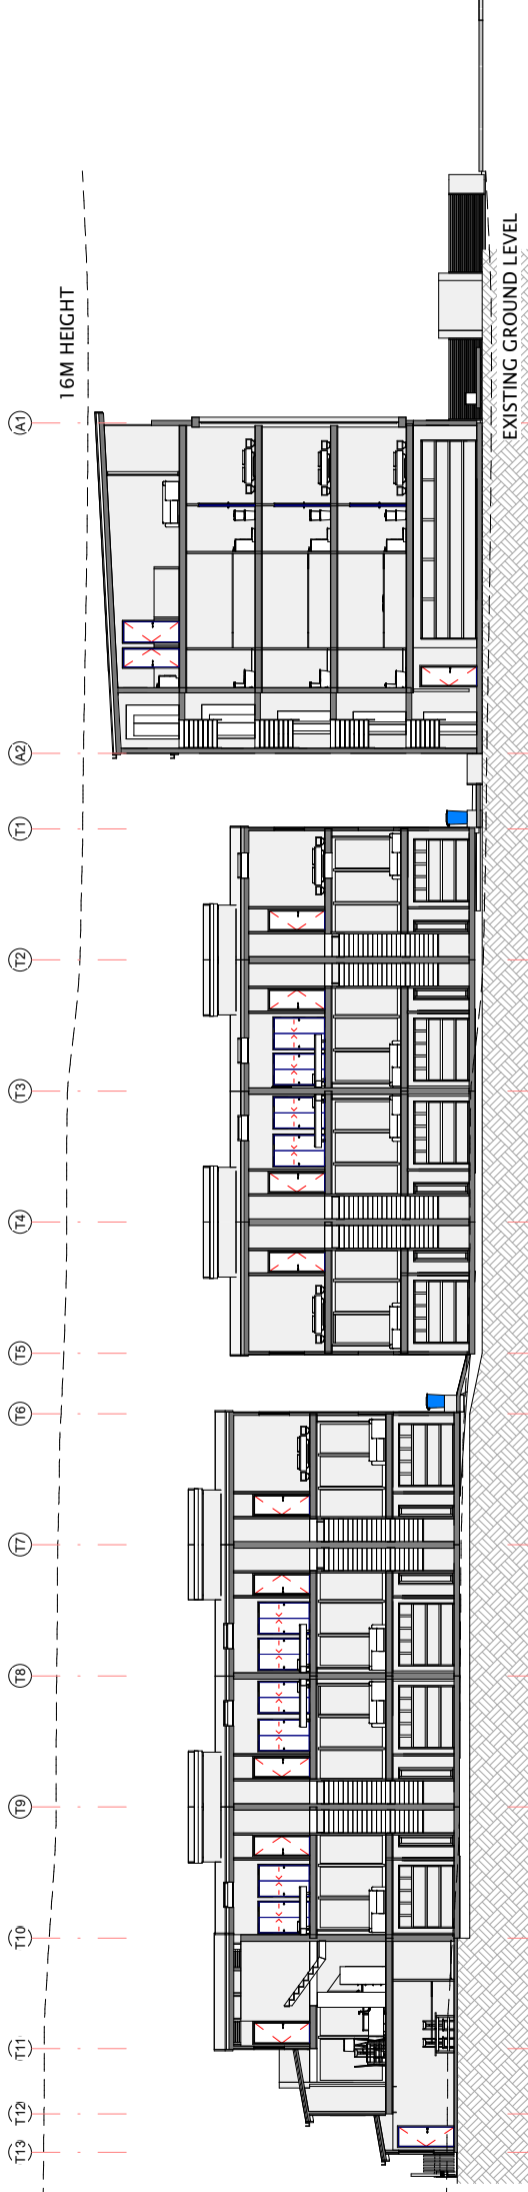 16M HEIGHT
EXISTING GROUND LEVEL
A1
A2
T1
T2
T3
T4
T5
T6
T7
T8
T9
T10
T11
T12
T13